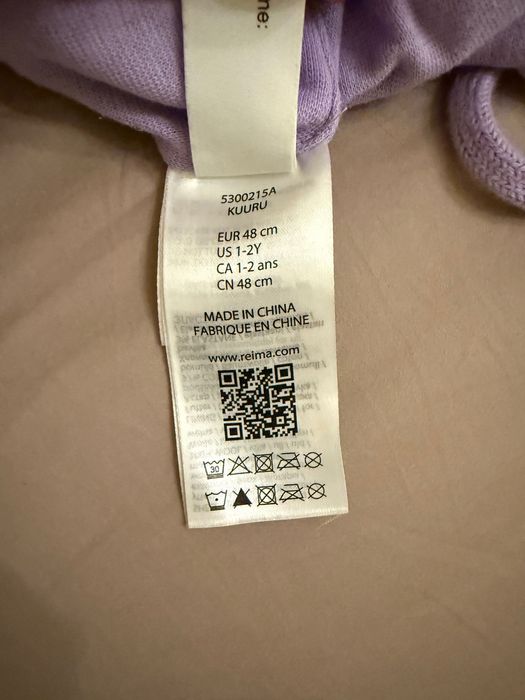 ne:
5300215A
KUURU
EUR 48 cm
US 1-2Y
CA 1-2 ans
CN 48 cm
MADE IN CHINA
FABRIQUE EN CHINE
www.reima.com
30